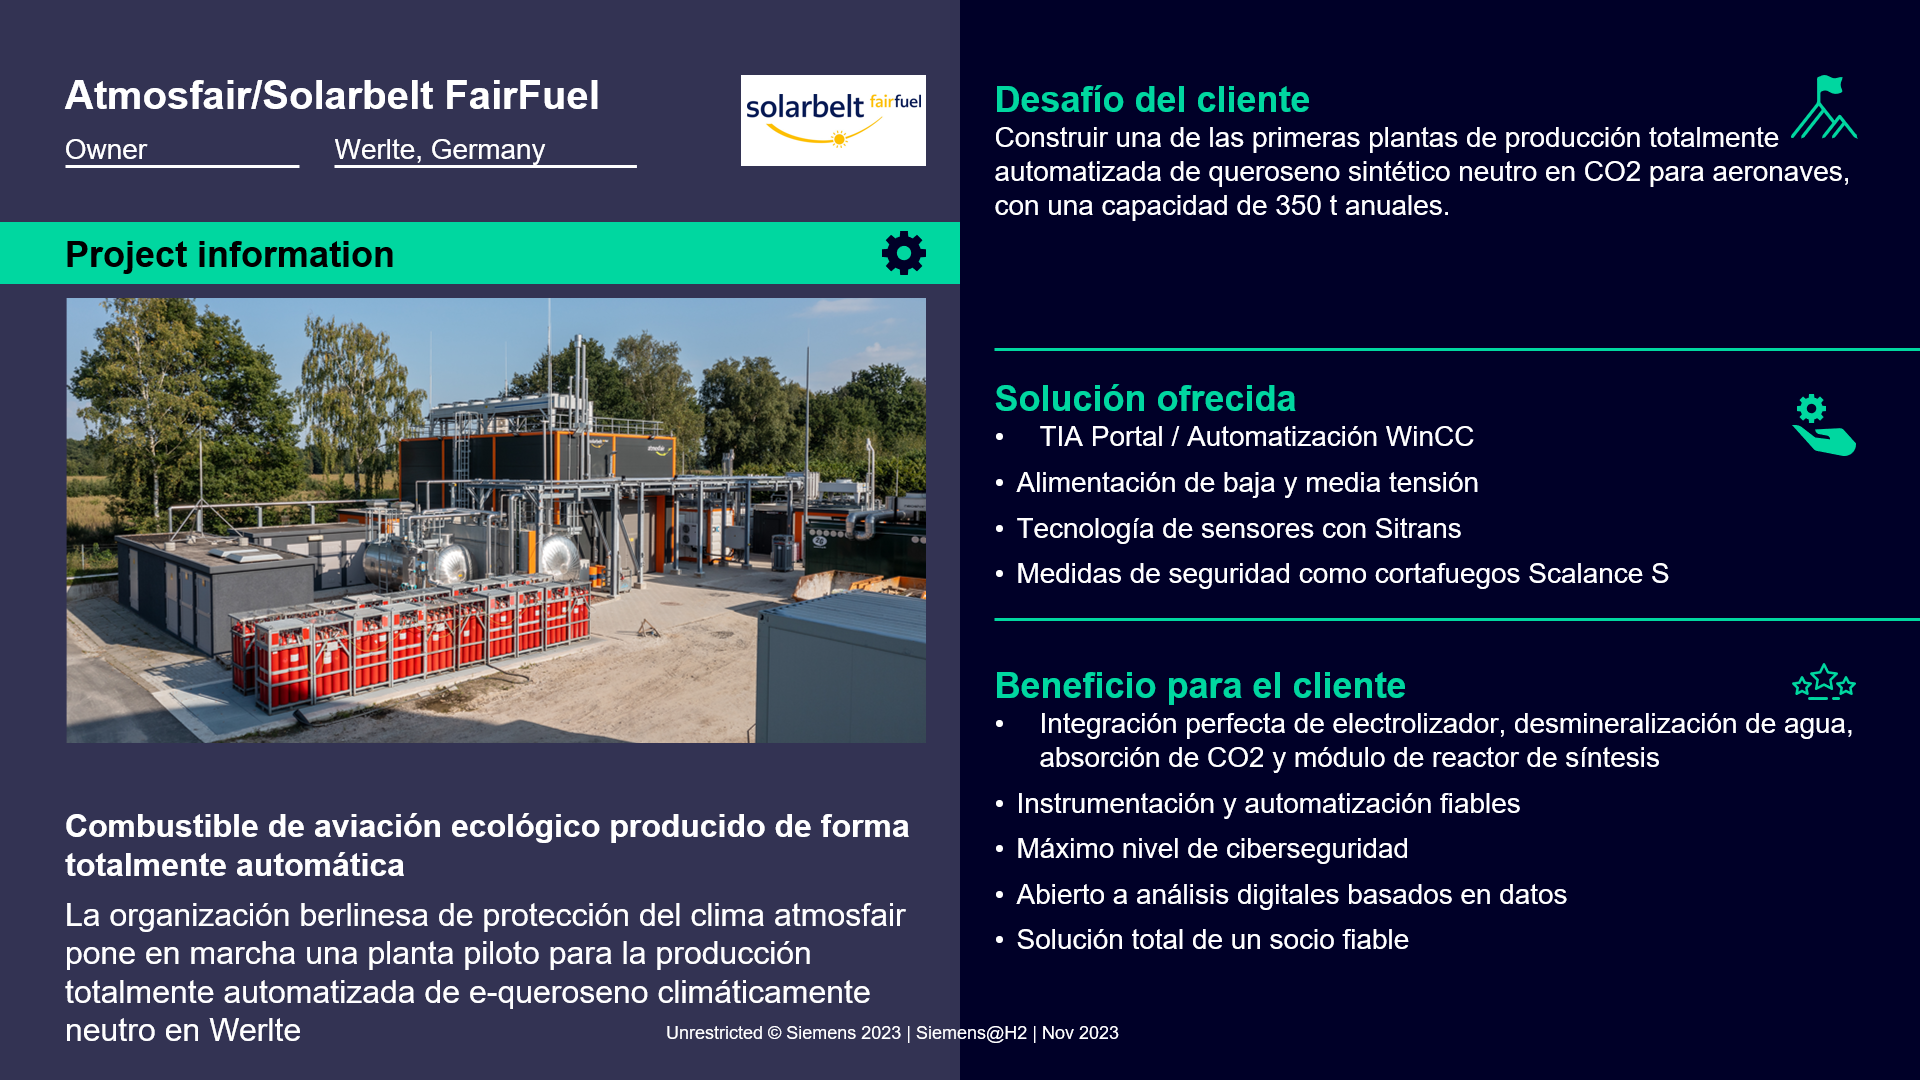 Atmosfair/Solarbelt FairFuel
Owner
Werlte, Germany
solarbelt fairfuel
Project information
solarbelt
atmosfair
Combustible de aviación ecológico producido de forma
totalmente automática
La organización berlinesa de protección del clima atmosfair
pone en marcha una planta piloto para la producción
totalmente automatizada de e-queroseno climáticamente
neutro en Werlte
Desafío del cliente
Construir una de las primeras plantas de producción totalmente
automatizada de queroseno sintético neutro en CO2 para aeronaves,
con una capacidad de 350 t anuales.
Solución ofrecida
• TIA Portal / Automatización WinCC
• Alimentación de baja y media tensión
• Tecnología de sensores con Sitrans
• Medidas de seguridad como cortafuegos Scalance S
Beneficio para el cliente
• Integración perfecta de electrolizador, desmineralización de agua,
absorción de CO2 y módulo de reactor de síntesis
• Instrumentación y automatización fiables
• Máximo nivel de ciberseguridad
• Abierto a análisis digitales basados en datos
• Solución total de un socio fiable
Unrestricted © Siemens 2023 | Siemens@H2 | Nov 2023